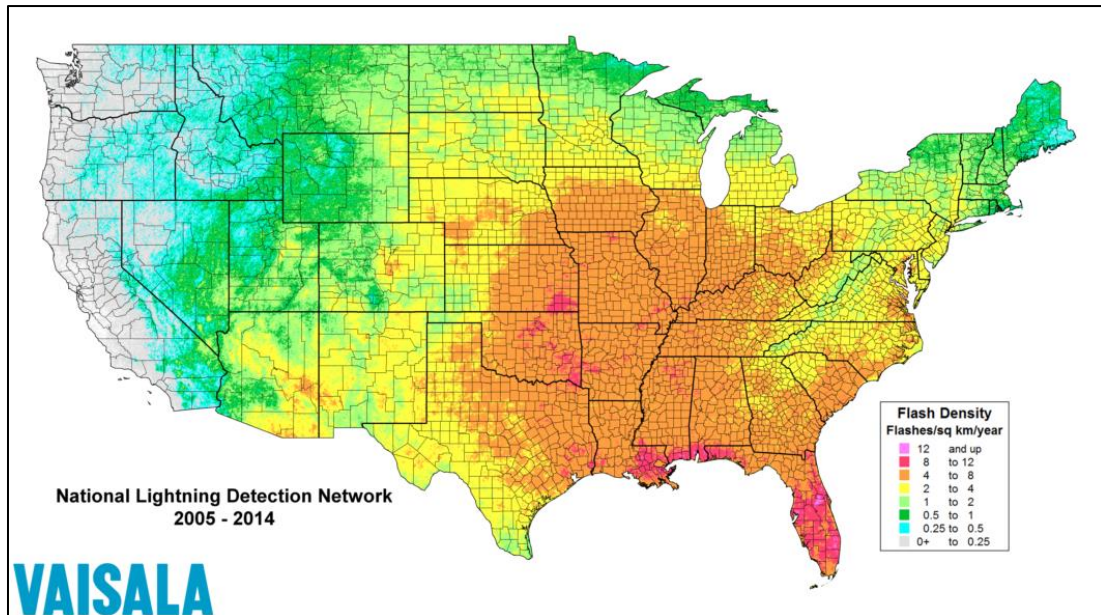 National Lightning Detection Network
2005 - 2014
VAISALA
Flash Density
Flashes/sq km/year
12 and up
8 to 12
4 to 8
2 to 4
1 to 2
0.5 to 1
0.25 to 0.5
0+ to 0.25